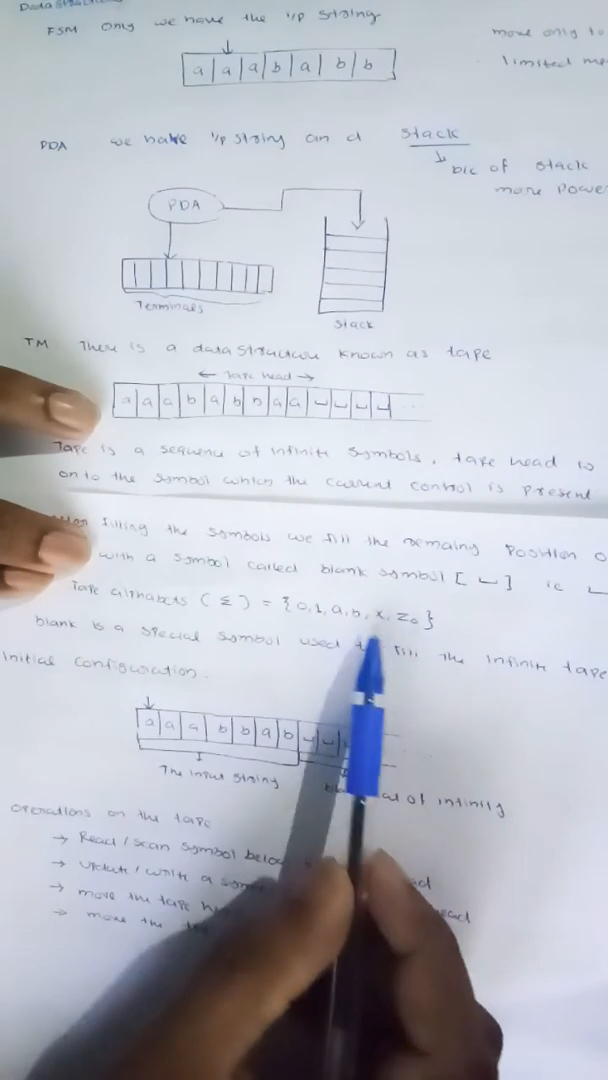 Data
FSM only we have the i/p string
move only to
limited
a a a b a b b
PDA we have i/p string an d stack
b/c of stack
more power
PDA
Terminals
stack
TM There is a data structure known as tape
← Tape head →
a a a b a b b a a ⌴ ⌴ ⌴ ⌴ ...
Tape is a sequence of infinite symbols, tape head is
on to the symbol which the current control is present
filling the symbols we fill the remaing position o
with a symbol called blank symbol [ ⌴ ] ie ⌴
Tape alphabets (Σ) = {0,1,a,b,x,Z₀}
blank is a special symbol used to fill the infinite tape
initial configuration.
a a a b b a b ⌴ ⌴
The input string
of infinity
operations on the tape
→ Read / scan symbol below
→ update / write a
→ move the tape
→ move the